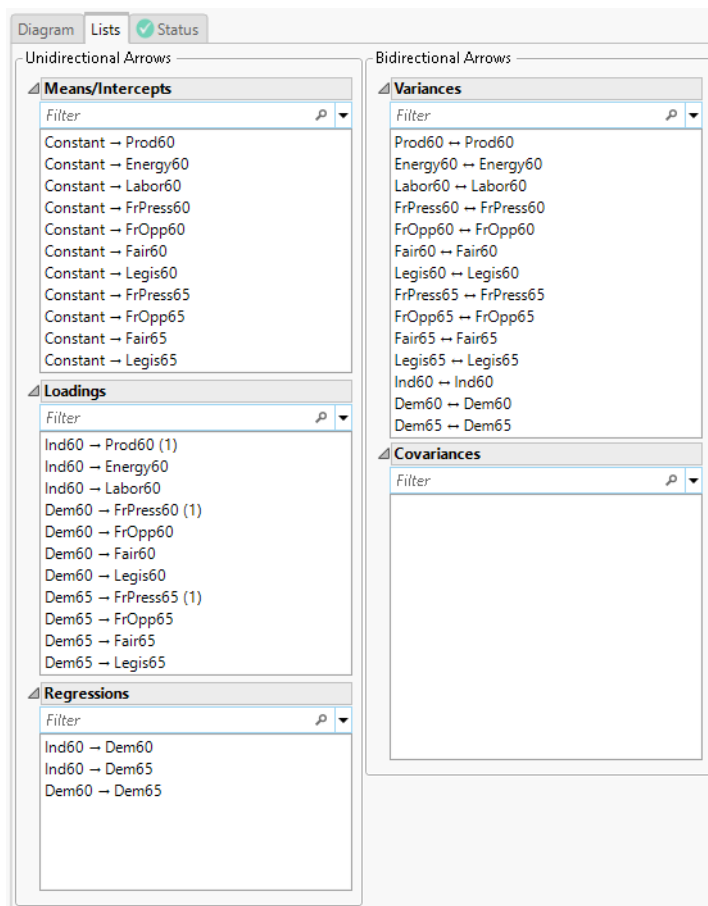 Diagram Lists Status
Unidirectional Arrows
Means/Intercepts
Filter
Constant → Prod60
Constant → Energy60
Constant → Labor60
Constant → FrPress60
Constant → FrOpp60
Constant → Fair60
Constant → Legis60
Constant → FrPress65
Constant → FrOpp65
Constant → Fair65
Constant → Legis65
Loadings
Filter
Ind60 → Prod60 (1)
Ind60 → Energy60
Ind60 → Labor60
Dem60 → FrPress60 (1)
Dem60 → FrOpp60
Dem60 → Fair60
Dem60 → Legis60
Dem65 → FrPress65 (1)
Dem65 → FrOpp65
Dem65 → Fair65
Dem65 → Legis65
Regressions
Filter
Ind60 → Dem60
Ind60 → Dem65
Dem60 → Dem65
Bidirectional Arrows
Variances
Filter
Prod60 ↔ Prod60
Energy60 ↔ Energy60
Labor60 ↔ Labor60
FrPress60 ↔ FrPress60
FrOpp60 ↔ FrOpp60
Fair60 ↔ Fair60
Legis60 ↔ Legis60
FrPress65 ↔ FrPress65
FrOpp65 ↔ FrOpp65
Fair65 ↔ Fair65
Legis65 ↔ Legis65
Ind60 ↔ Ind60
Dem60 ↔ Dem60
Dem65 ↔ Dem65
Covariances
Filter